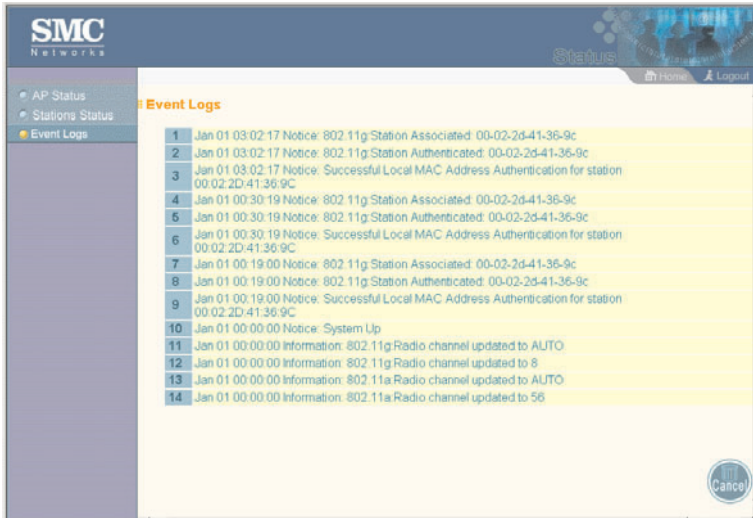 SMC
Networks
Status
Home
Logout
AP Status
Stations Status
Event Logs
Event Logs
1 Jan 01 03:02:17 Notice: 802.11g:Station Associated: 00-02-2d-41-36-9c
2 Jan 01 03:02:17 Notice: 802.11g:Station Authenticated: 00-02-2d-41-36-9c
3 Jan 01 03:02:17 Notice: Successful Local MAC Address Authentication for station
00:02:2D:41:36:9C
4 Jan 01 00:30:19 Notice: 802.11g:Station Associated: 00-02-2d-41-36-9c
5 Jan 01 00:30:19 Notice: 802.11g:Station Authenticated: 00-02-2d-41-36-9c
6 Jan 01 00:30:19 Notice: Successful Local MAC Address Authentication for station
00:02:2D:41:36:9C
7 Jan 01 00:19:00 Notice: 802.11g:Station Associated: 00-02-2d-41-36-9c
8 Jan 01 00:19:00 Notice: 802.11g:Station Authenticated: 00-02-2d-41-36-9c
9 Jan 01 00:19:00 Notice: Successful Local MAC Address Authentication for station
00:02:2D:41:36:9C
10 Jan 01 00:00:00 Notice: System Up
11 Jan 01 00:00:00 Information: 802.11g:Radio channel updated to AUTO
12 Jan 01 00:00:00 Information: 802.11g:Radio channel updated to 8
13 Jan 01 00:00:00 Information: 802.11a:Radio channel updated to AUTO
14 Jan 01 00:00:00 Information: 802.11a:Radio channel updated to 56
Cancel